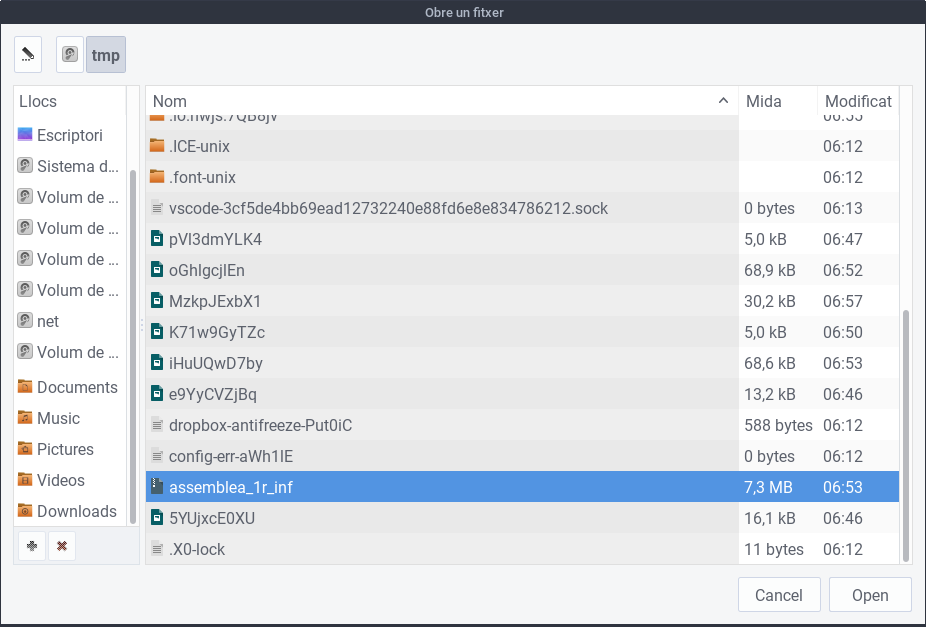 Obre un fitxer
tmp
Llocs
Escriptori
Sistema d...
Volum de ...
Volum de ...
Volum de ...
Volum de ...
net
Volum de ...
Documents
Music
Pictures
Videos
Downloads
Nom Mida Modificat
.ICE-unix 06:12
.font-unix 06:12
vscode-3cf5de4bb69ead12732240e88fd6e8e834786212.sock 0 bytes 06:13
pVl3dmYLK4 5,0 kB 06:47
oGhlgcjlEn 68,9 kB 06:52
MzkpJExbX1 30,2 kB 06:57
K71w9GyTZc 5,0 kB 06:50
iHuUQwD7by 68,6 kB 06:53
e9YyCVZjBq 13,2 kB 06:46
dropbox-antifreeze-Put0iC 588 bytes 06:12
config-err-aWh1lE 0 bytes 06:12
assemblea_1r_inf 7,3 MB 06:53
5YUjxcE0XU 16,1 kB 06:46
.X0-lock 11 bytes 06:12
Cancel Open